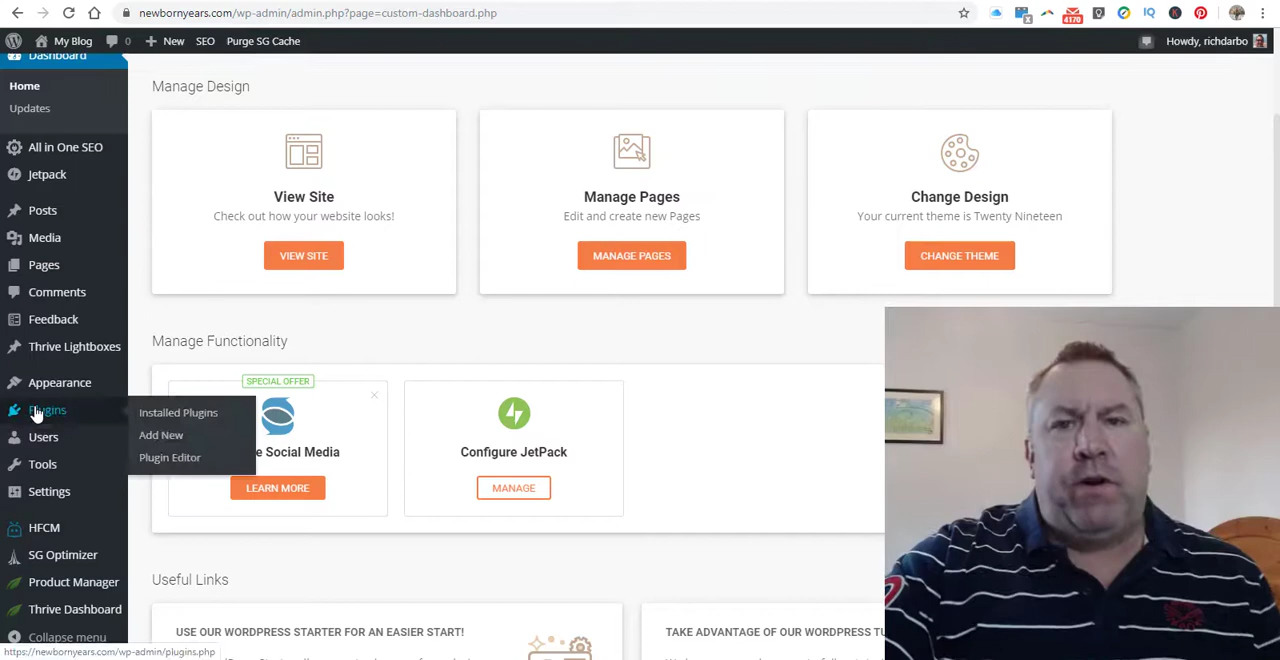 newbornyears.com/wp-admin/admin.php?page=custom-dashboard.php
4170
My Blog 0 New SEO Purge SG Cache Howdy, richdarbo
Dashboard
Home
Updates
All in One SEO
Jetpack
Posts
Media
Pages
Comments
Feedback
Thrive Lightboxes
Appearance
Plugins
Users
Tools
Settings
HFCM
SG Optimizer
Product Manager
Thrive Dashboard
Collapse menu
Installed Plugins
Add New
Plugin Editor
Manage Design
View Site
Check out how your website looks!
VIEW SITE
Manage Pages
Edit and create new Pages
MANAGE PAGES
Change Design
Your current theme is Twenty Nineteen
CHANGE THEME
Manage Functionality
SPECIAL OFFER
e Social Media
LEARN MORE
Configure JetPack
MANAGE
Useful Links
USE OUR WORDPRESS STARTER FOR AN EASIER START!
TAKE ADVANTAGE OF OUR WORDPRESS TU
https://newbornyears.com/wp-admin/plugins.php